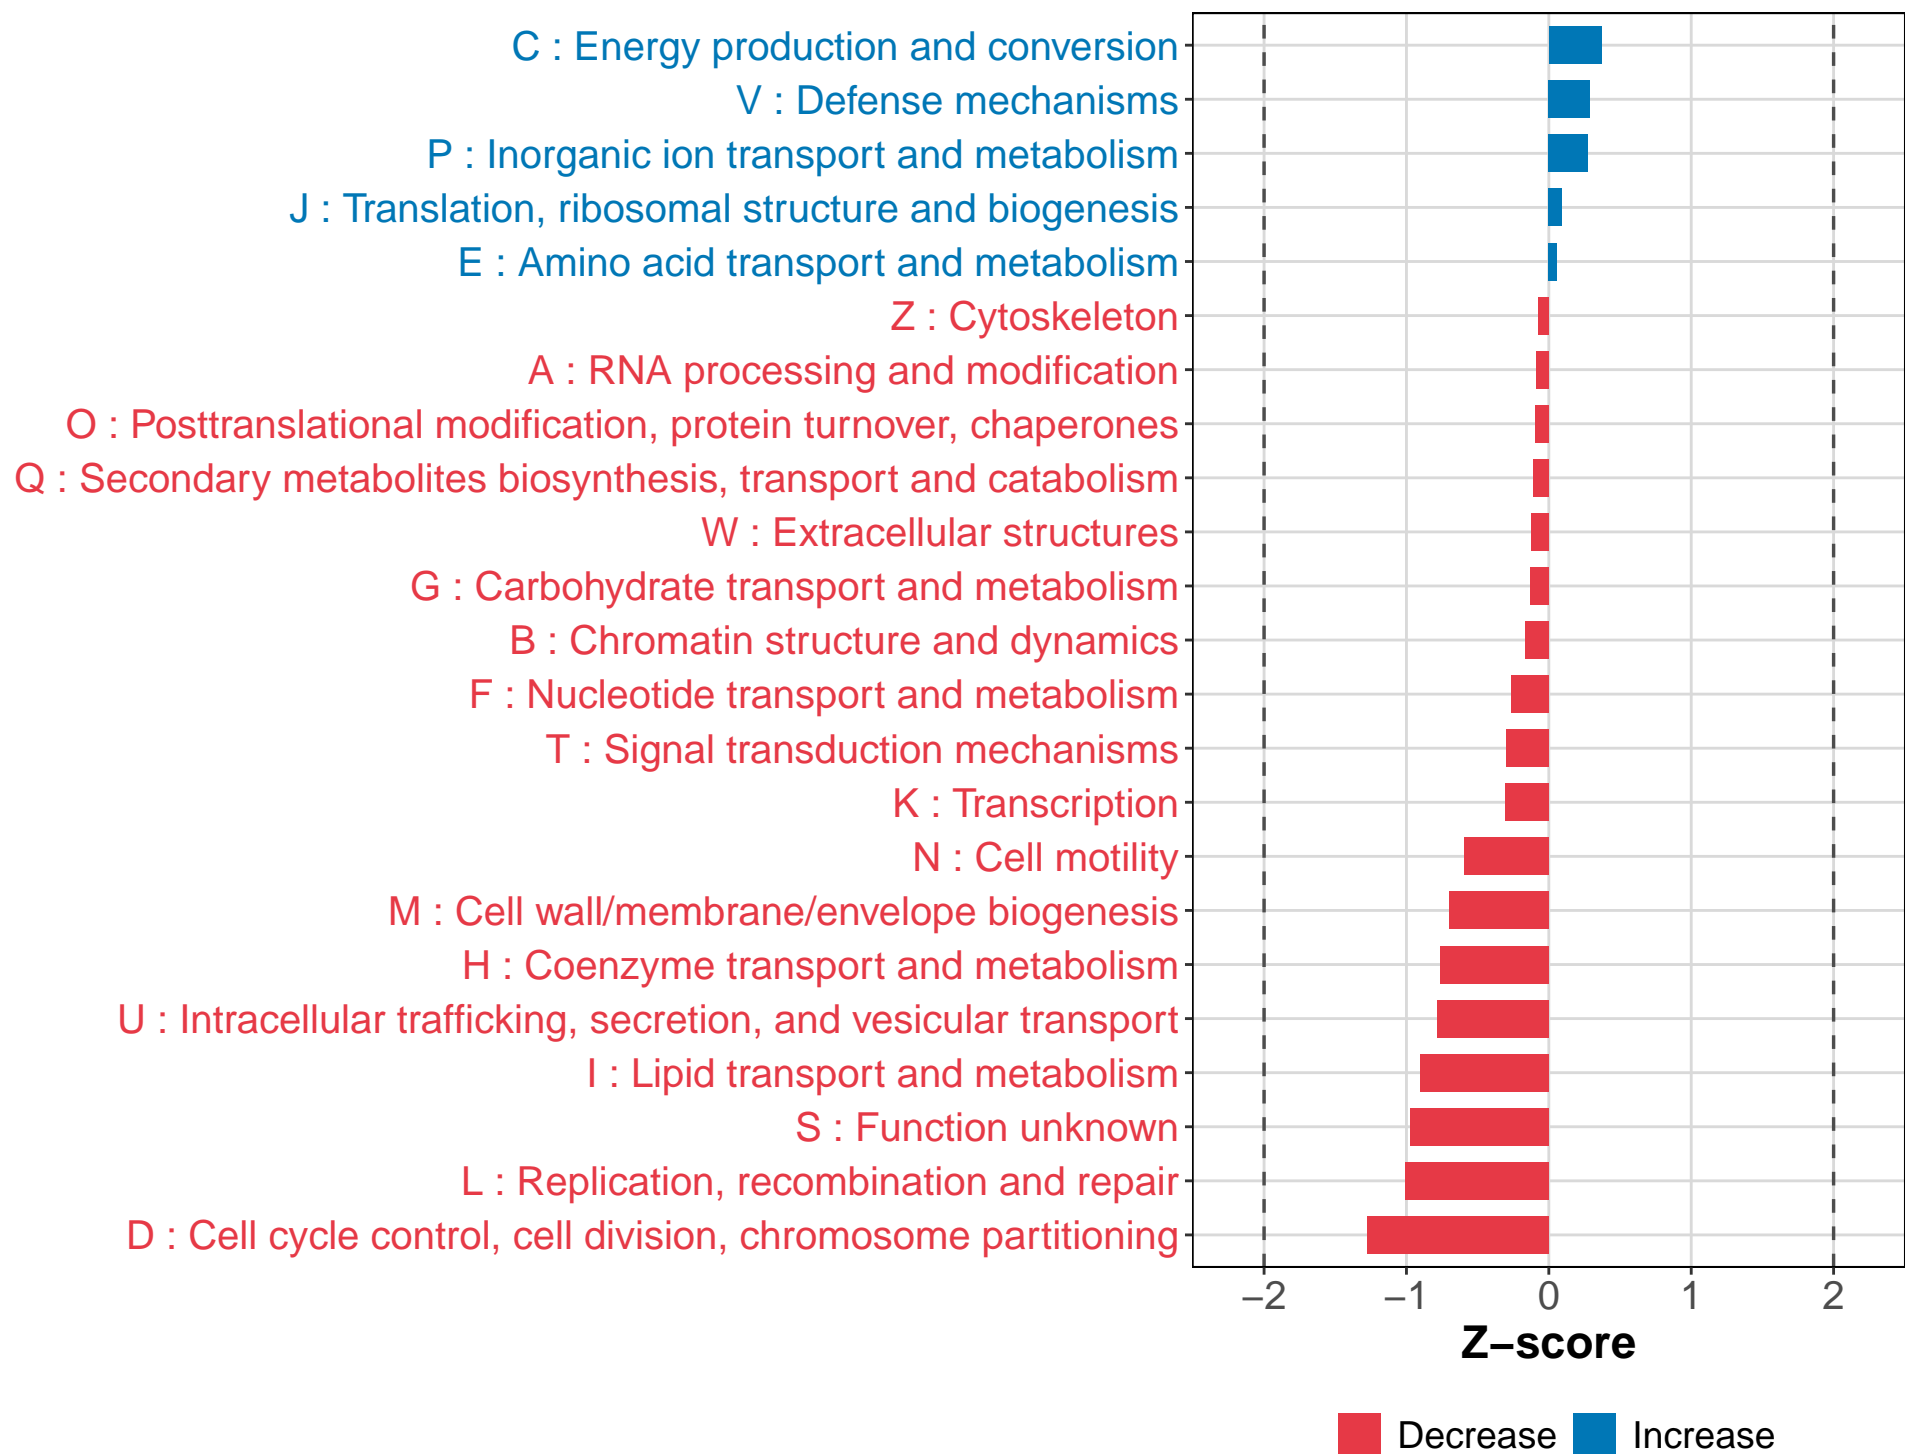 C : Energy production and conversion
V : Defense mechanisms
P : Inorganic ion transport and metabolism
J : Translation, ribosomal structure and biogenesis
E : Amino acid transport and metabolism
Z : Cytoskeleton
A : RNA processing and modification
O : Posttranslational modification, protein turnover, chaperones
Q : Secondary metabolites biosynthesis, transport and catabolism
W : Extracellular structures
G : Carbohydrate transport and metabolism
B : Chromatin structure and dynamics
F : Nucleotide transport and metabolism
T : Signal transduction mechanisms
K : Transcription
N : Cell motility
M : Cell wall/membrane/envelope biogenesis
H : Coenzyme transport and metabolism
U : Intracellular trafficking, secretion, and vesicular transport
I : Lipid transport and metabolism
S : Function unknown
L : Replication, recombination and repair
D : Cell cycle control, cell division, chromosome partitioning
−2 −1 0 1 2
Z−score
Decrease Increase